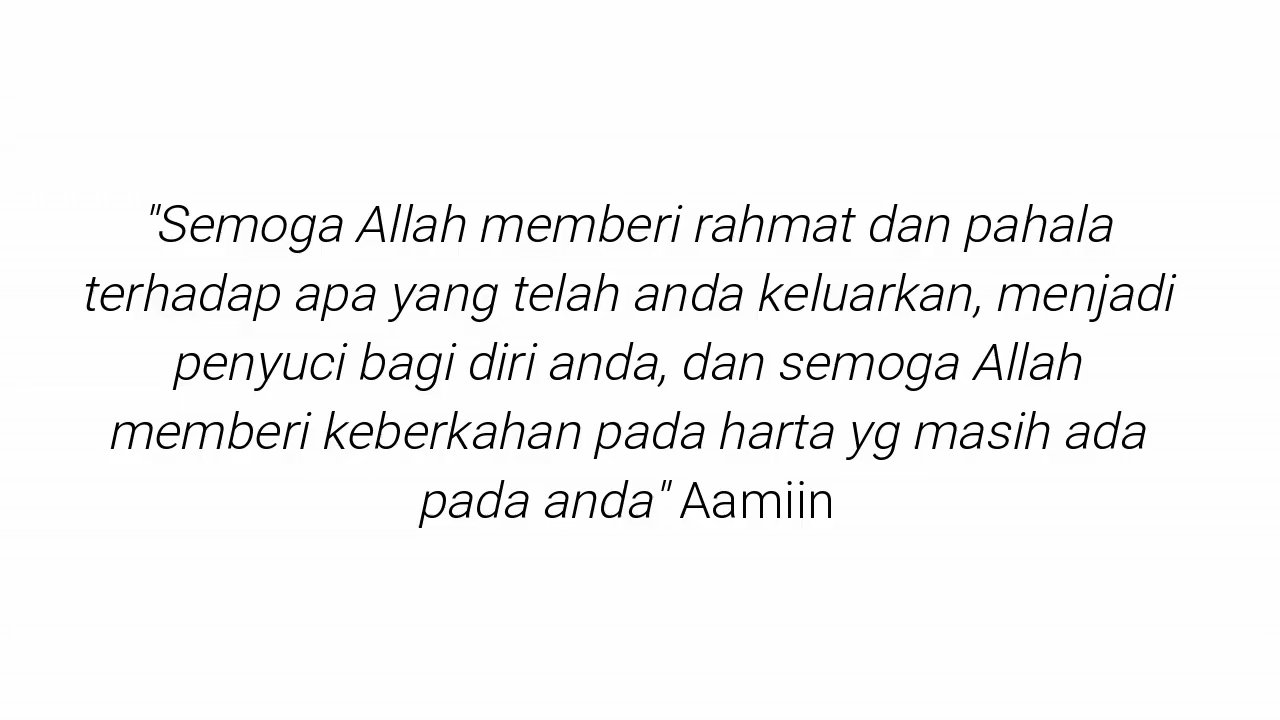 "Semoga Allah memberi rahmat dan pahala
terhadap apa yang telah anda keluarkan, menjadi
penyuci bagi diri anda, dan semoga Allah
memberi keberkahan pada harta yg masih ada
pada anda" Aamiin